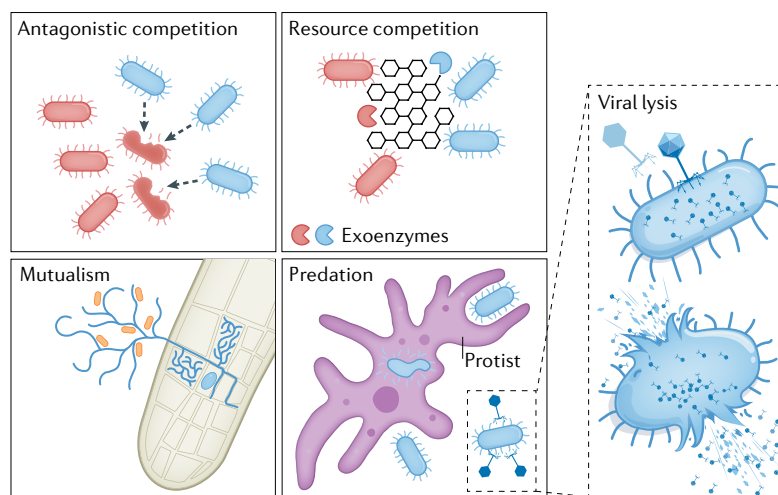 Antagonistic competition
Resource competition
Viral lysis
Exoenzymes
Mutualism
Predation
Protist